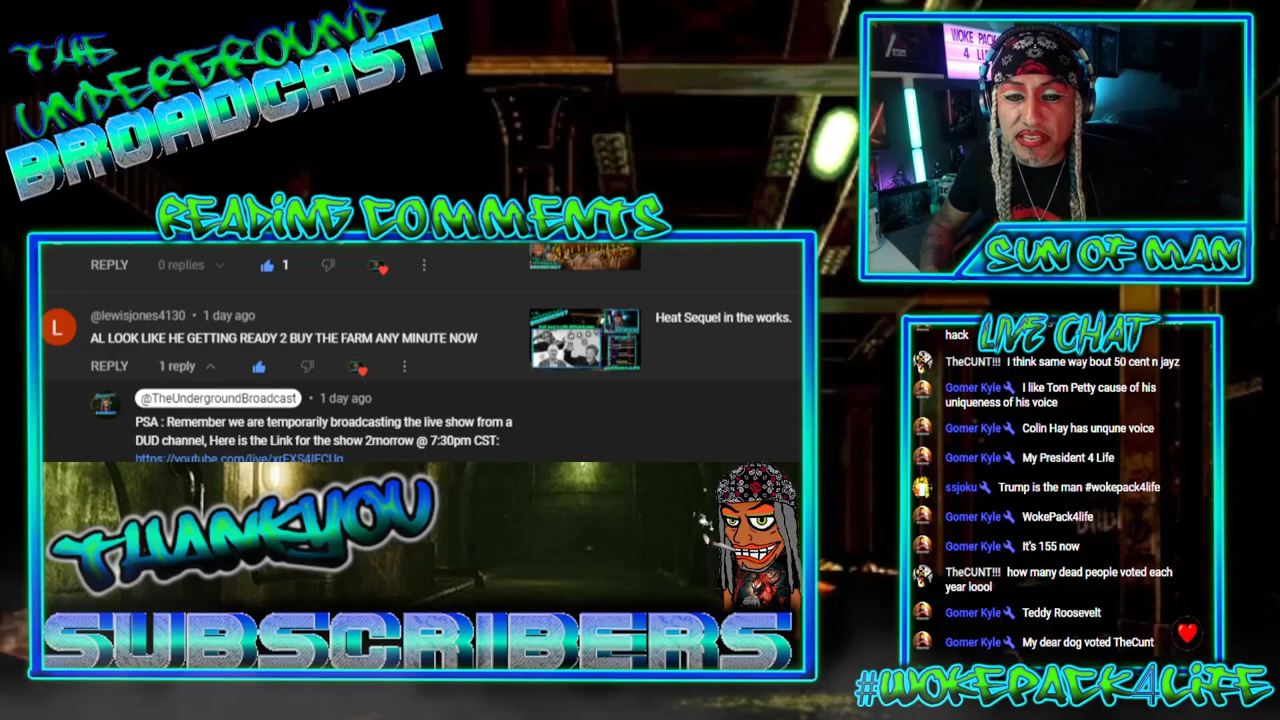 THE
UNDERGROUND
BROADCAST
WOKE PACK
4 LI
SUN OF MAN
READING COMMENTS
REPLY 0 replies 1
@lewisjones4130 • 1 day ago
AL LOOK LIKE HE GETTING READY 2 BUY THE FARM ANY MINUTE NOW
Heat Sequel in the works.
REPLY 1 reply
L
@TheUndergroundBroadcast • 1 day ago
PSA : Remember we are temporarily broadcasting the live show from a
DUD channel, Here is the Link for the show 2morrow @ 7:30pm CST:
THANKYOU
SUBSCRIBERS
LIVE CHAT
hack
TheCUNT!!! I think same way bout 50 cent n jayz
Gomer Kyle I like Tom Petty cause of his
uniqueness of his voice
Gomer Kyle Colin Hay has unqune voice
Gomer Kyle My President 4 Life
ssjoku Trump is the man #wokepack4life
Gomer Kyle WokePack4life
Gomer Kyle It's 155 now
TheCUNT!!! how many dead people voted each
year loool
Gomer Kyle Teddy Roosevelt
Gomer Kyle My dear dog voted TheCunt
#WOKEPACK4LIFE